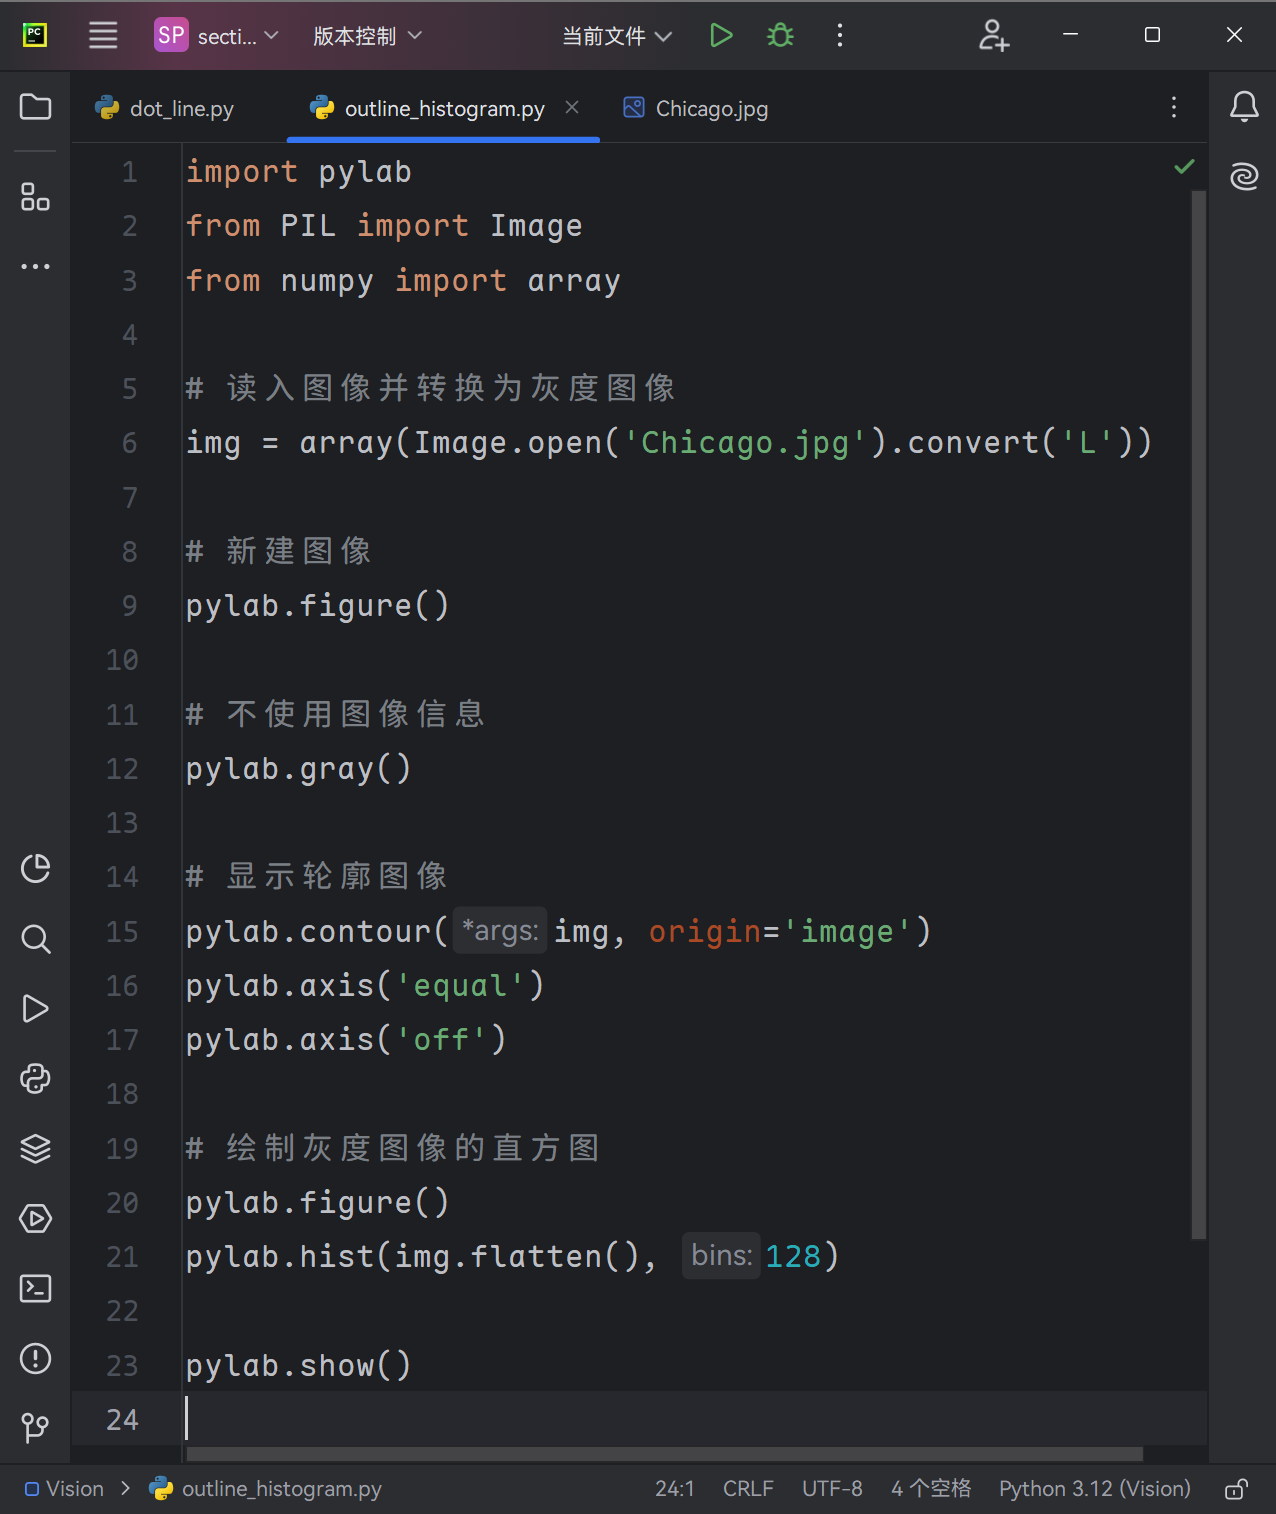 PC
SP secti... 版本控制 当前文件
dot_line.py outline_histogram.py Chicago.jpg
1 import pylab
2 from PIL import Image
3 from numpy import array
4
5 # 读入图像并转换为灰度图像
6 img = array(Image.open('Chicago.jpg').convert('L'))
7
8 # 新建图像
9 pylab.figure()
10
11 # 不使用图像信息
12 pylab.gray()
13
14 # 显示轮廓图像
15 pylab.contour(*args: img, origin='image')
16 pylab.axis('equal')
17 pylab.axis('off')
18
19 # 绘制灰度图像的直方图
20 pylab.figure()
21 pylab.hist(img.flatten(), bins: 128)
22
23 pylab.show()
24
Vision > outline_histogram.py 24:1 CRLF UTF-8 4 个空格 Python 3.12 (Vision)